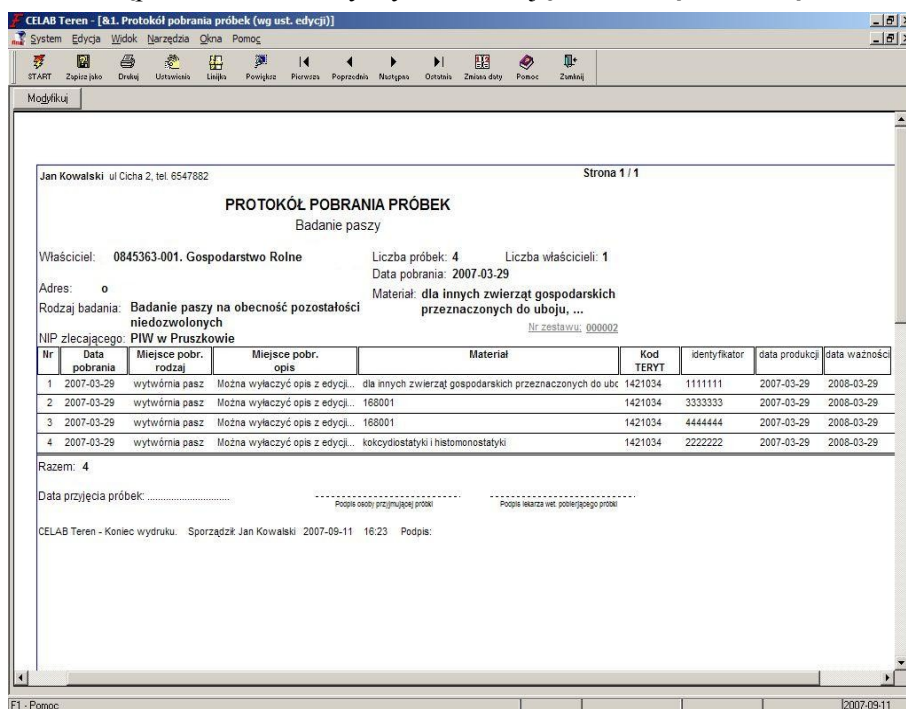 CELAB Teren - [&1. Protokół pobrania próbek (wg ust. edycji)]
System Edycja Widok Narzędzia Okna Pomoc
START Zapisz jako Drukuj Ustawienia Linijka Powiększ Pierwsza Poprzednia Następna Ostatnia Zmiana daty Pomoc Zamknij
Modyfikuj
Jan Kowalski ul Cicha 2, tel. 6547882 Strona 1 / 1
PROTOKÓŁ POBRANIA PRÓBEK
Badanie paszy
Właściciel: 0845363-001. Gospodarstwo Rolne Liczba próbek: 4 Liczba właścicieli: 1
Data pobrania: 2007-03-29
Adres: o
Materiał: dla innych zwierząt gospodarskich
przeznaczonych do uboju, ...
Rodzaj badania: Badanie paszy na obecność pozostałości
niedozwolonych
Nr zestawu: 000002
NIP zlecającego: PIW w Pruszkowie
Nr Data pobrania Miejsce pobr. rodzaj Miejsce pobr. opis Materiał Kod TERYT identyfikator data produkcji data ważności
1 2007-03-29 wytwórnia pasz Można wyłaczyć opis z edycji... dla innych zwierząt gospodarskich przeznaczonych do ubc 1421034 1111111 2007-03-29 2008-03-29
2 2007-03-29 wytwórnia pasz Można wyłaczyć opis z edycji... 168001 1421034 3333333 2007-03-29 2008-03-29
3 2007-03-29 wytwórnia pasz Można wyłaczyć opis z edycji... 168001 1421034 4444444 2007-03-29 2008-03-29
4 2007-03-29 wytwórnia pasz Można wyłaczyć opis z edycji... kokcydiostatyki i histomonostatyki 1421034 2222222 2007-03-29 2008-03-29
Razem: 4
Data przyjęcia próbek: ..............................
Podpis osoby przyjmującej próbki Podpis lekarza wet. pobierjącego próbki
CELAB Teren - Koniec wydruku. Sporządził: Jan Kowalski 2007-09-11 16:23 Podpis:
F1 - Pomoc 2007-09-11